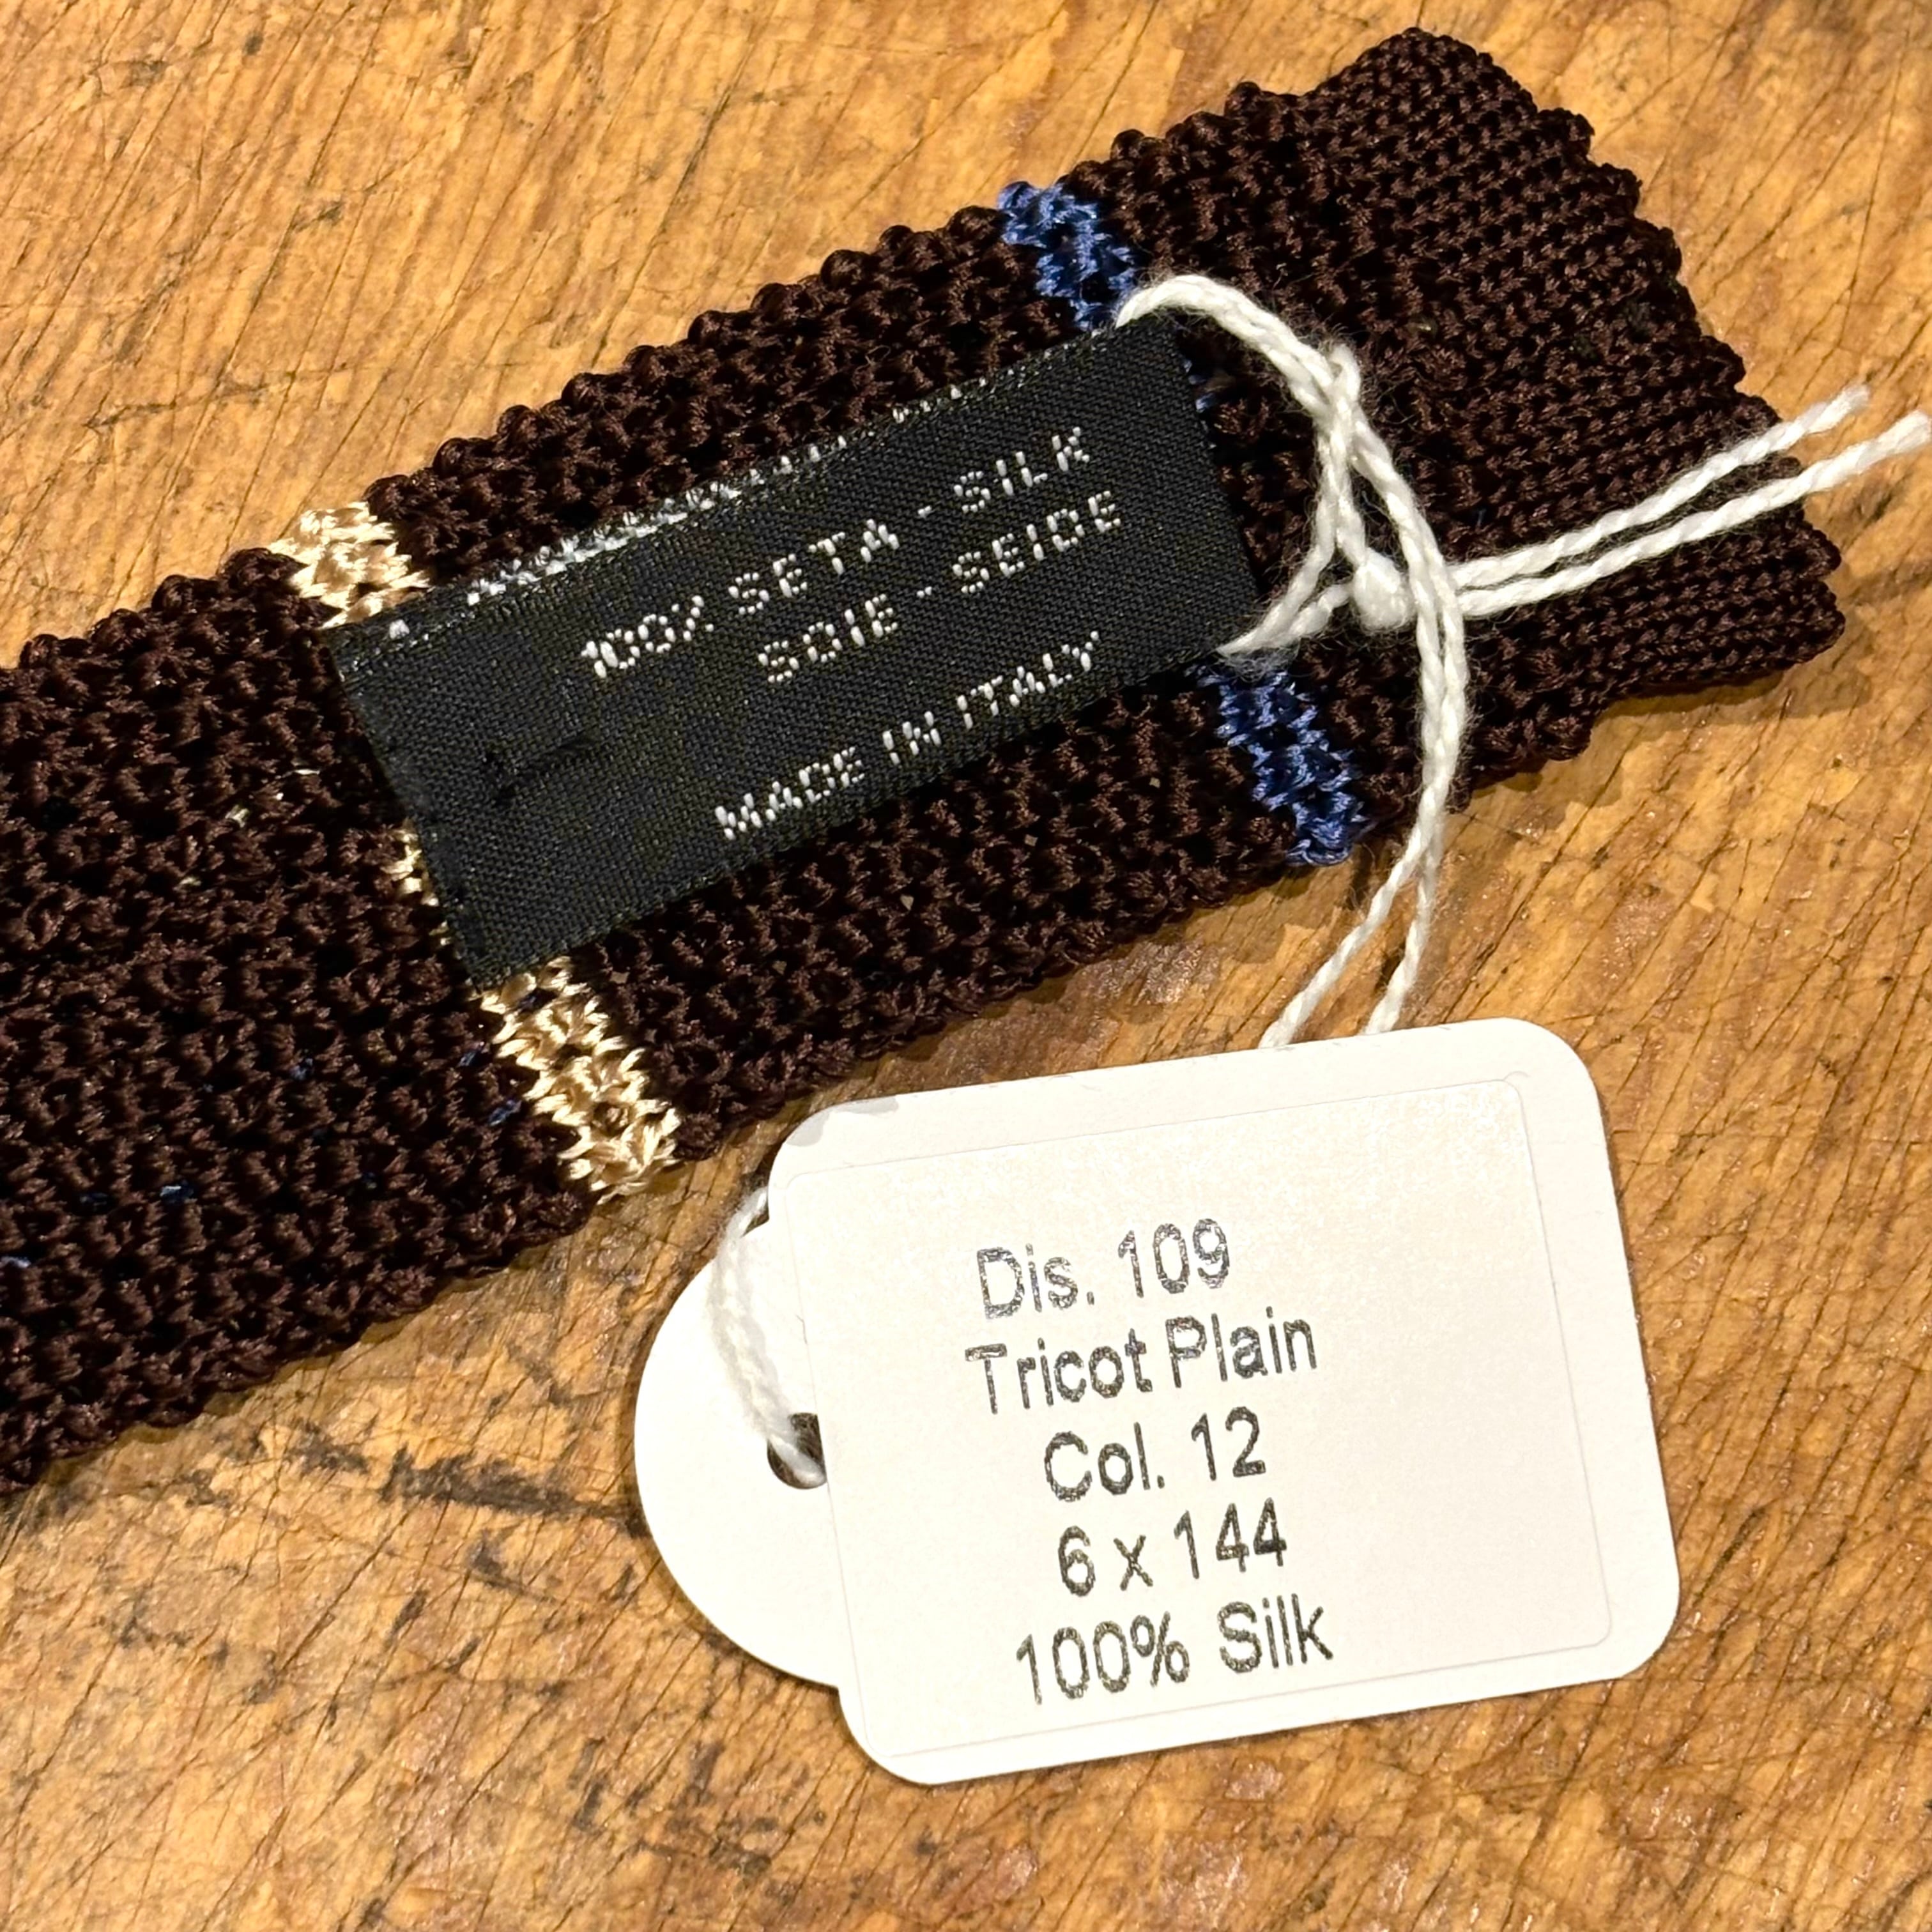 100% SETA - SILK
SOIE - SEIDE
MADE IN ITALY
Dis. 109
Tricot Plain
Col. 12
6 x 144
100% Silk